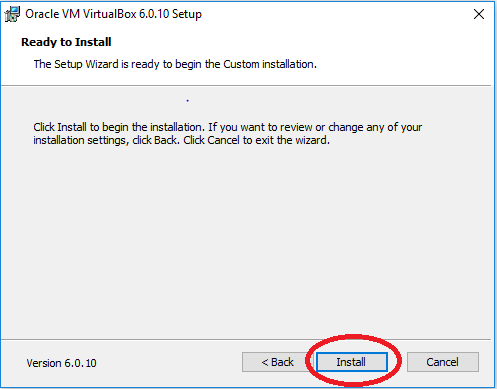 Oracle VM VirtualBox 6.0.10 Setup
Ready to Install
The Setup Wizard is ready to begin the Custom installation.
Click Install to begin the installation. If you want to review or change any of your
installation settings, click Back. Click Cancel to exit the wizard.
Version 6.0.10
< Back
Install
Cancel